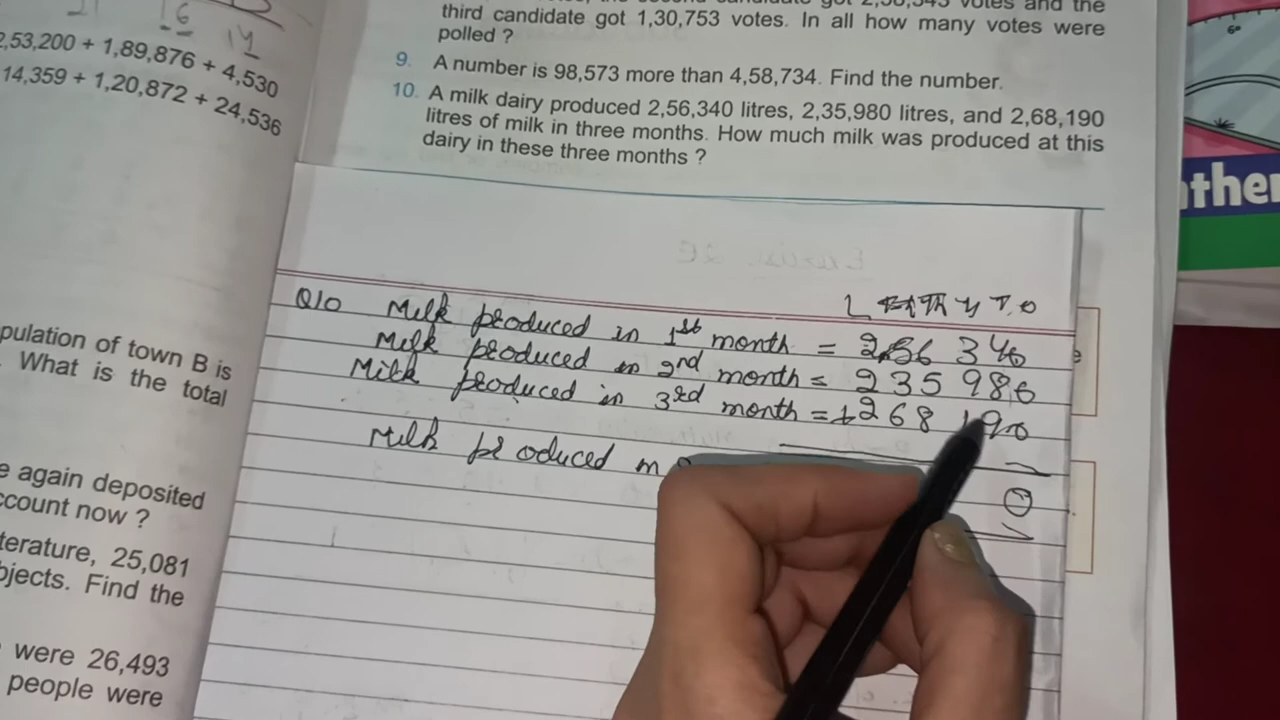 16
14
2,53,200 + 1,89,876 + 4,530
14,359 + 1,20,872 + 24,536
third candidate got 1,30,753 votes. In all how many votes were
polled ?
9. A number is 98,573 more than 4,58,734. Find the number.
10. A milk dairy produced 2,56,340 litres, 2,35,980 litres, and 2,68,190
litres of milk in three months. How much milk was produced at this
dairy in these three months ?
pulation of town B is
What is the total
e again deposited
ccount now ?
terature, 25,081
bjects. Find the
were 26,493
people were
Q10 Milk produced in 1st month = 256 340
Milk produced in 2nd month = 235 980
Milk produced in 3rd month = +268 190
Milk produced in
0
ather
6°